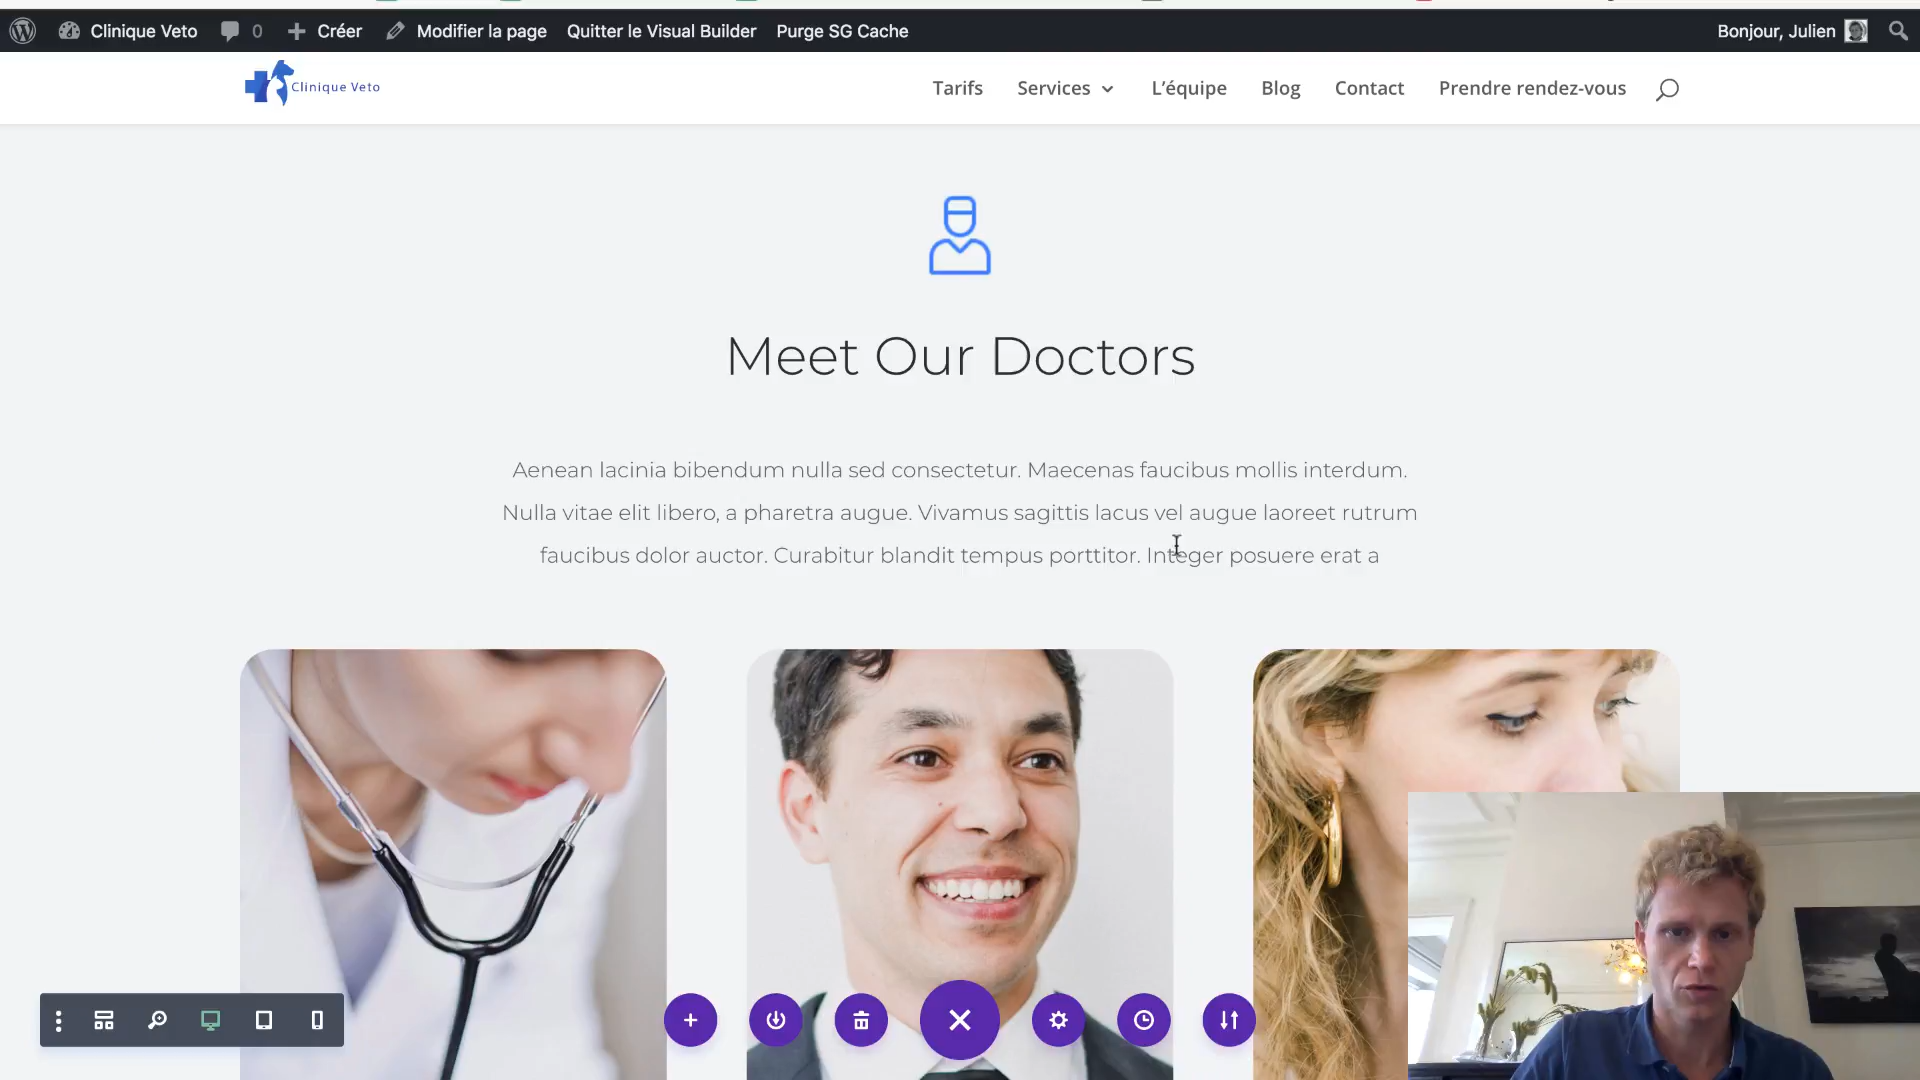 Clinique Veto
0
Créer
Modifier la page
Quitter le Visual Builder
Purge SG Cache
Bonjour, Julien
Clinique Veto
Tarifs
Services
L'équipe
Blog
Contact
Prendre rendez-vous
Meet Our Doctors
Aenean lacinia bibendum nulla sed consectetur. Maecenas faucibus mollis interdum.
Nulla vitae elit libero, a pharetra augue. Vivamus sagittis lacus vel augue laoreet rutrum
faucibus dolor auctor. Curabitur blandit tempus porttitor. Integer posuere erat a